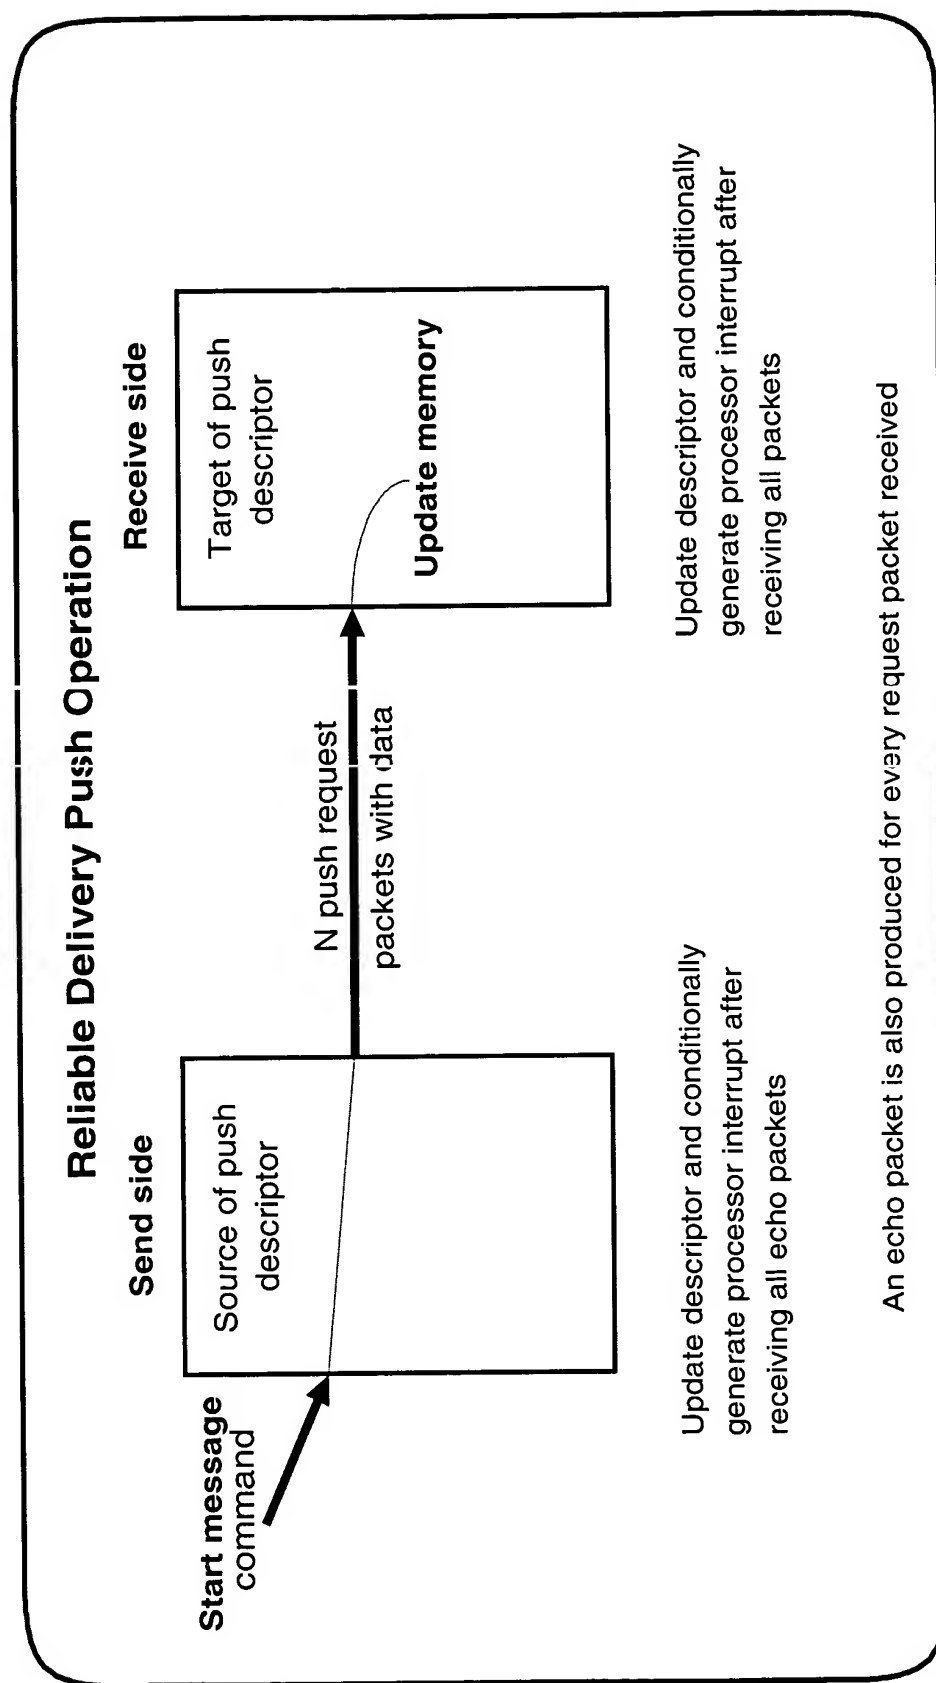 Reliable Delivery Push Operation
Send side
Receive side
Start message
command
Source of push
descriptor
N push request
packets with data
Target of push
descriptor
Update memory
Update descriptor and conditionally
generate processor interrupt after
receiving all echo packets
Update descriptor and conditionally
generate processor interrupt after
receiving all packets
An echo packet is also produced for every request packet received